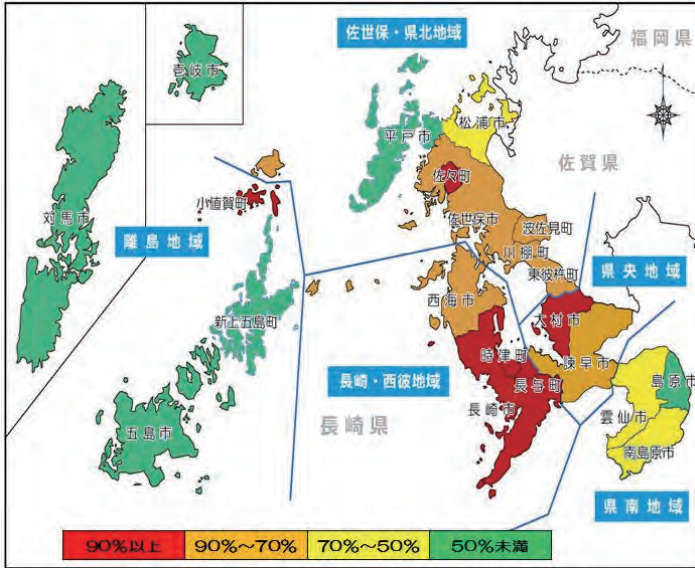 佐世保・県北地域
福岡県
壱岐市
松浦市
平戸市
佐賀県
佐々町
小値賀町
対馬市
佐世保市
波佐見町
離島地域
川棚町
東彼杵町
県央地域
西海市
大村市
新上五島町
時津町
諫早市
長崎・西彼地域
長与町
島原市
長崎市
長崎県
雲仙市
五島市
南島原市
県南地域
90%以上
90%～70%
70%～50%
50%未満